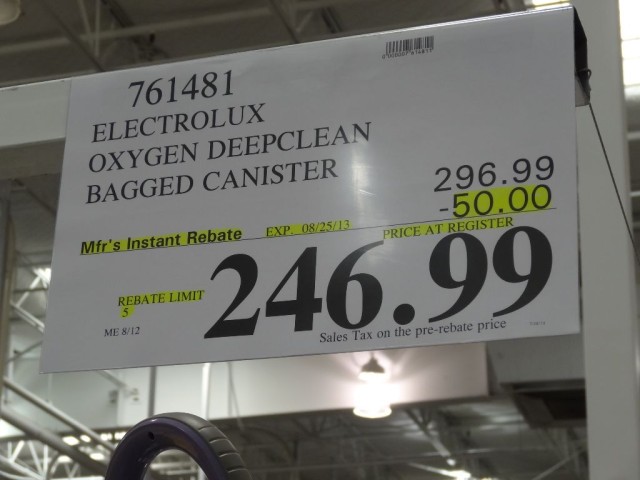 761481
ELECTROLUX
OXYGEN DEEPCLEAN
BAGGED CANISTER
296.99
-50.00
Mfr's Instant Rebate EXP. 08/25/13 PRICE AT REGISTER
246.99
REBATE LIMIT
5
ME 8/12
Sales Tax on the pre-rebate price